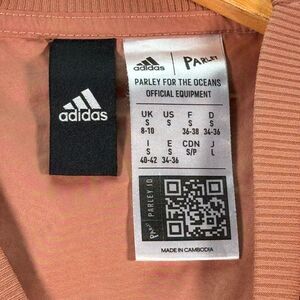 adidas
adidas PARLEY
PARLEY FOR THE OCEANS
OFFICIAL EQUIPMENT
UK US F D
S S S S
8-10 36-38 34-36
I E CDN J
S S S/P L
40-42 34-36
PARLEY ID
MADE IN CAMBODIA